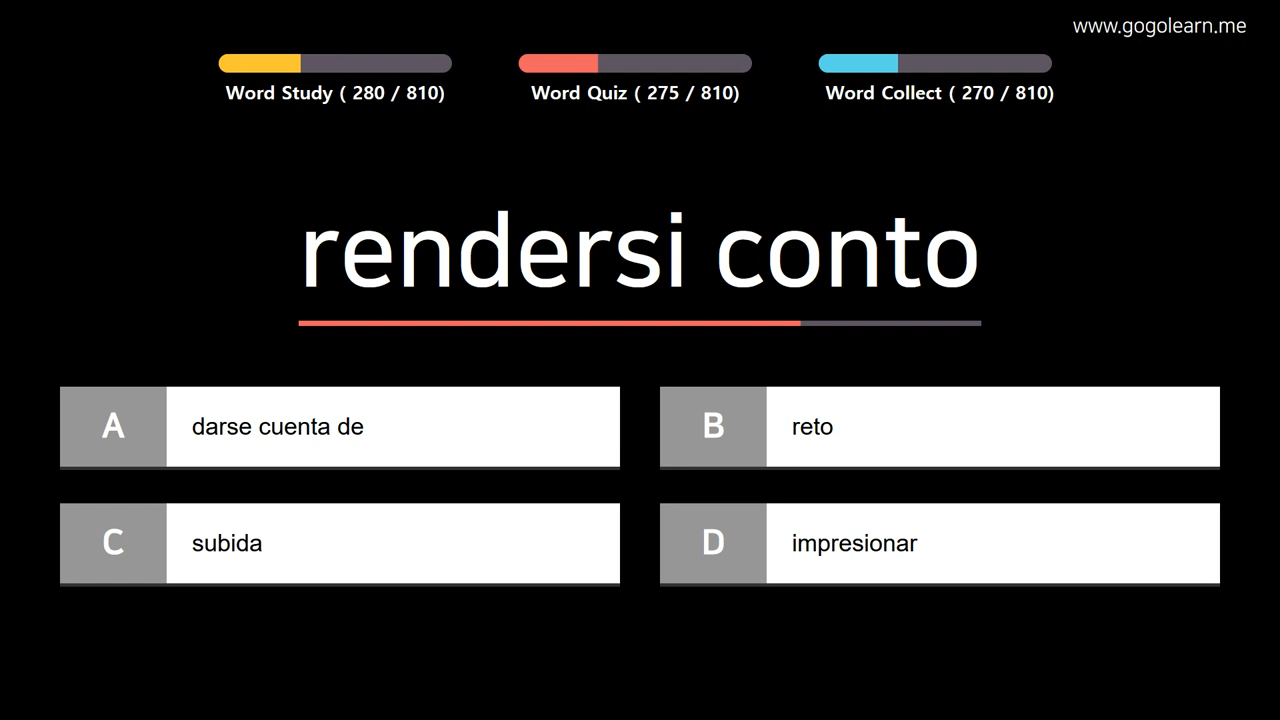 www.gogolearn.me
Word Study ( 280 / 810)
Word Quiz ( 275 / 810)
Word Collect ( 270 / 810)
rendersi conto
A darse cuenta de
B reto
C subida
D impresionar